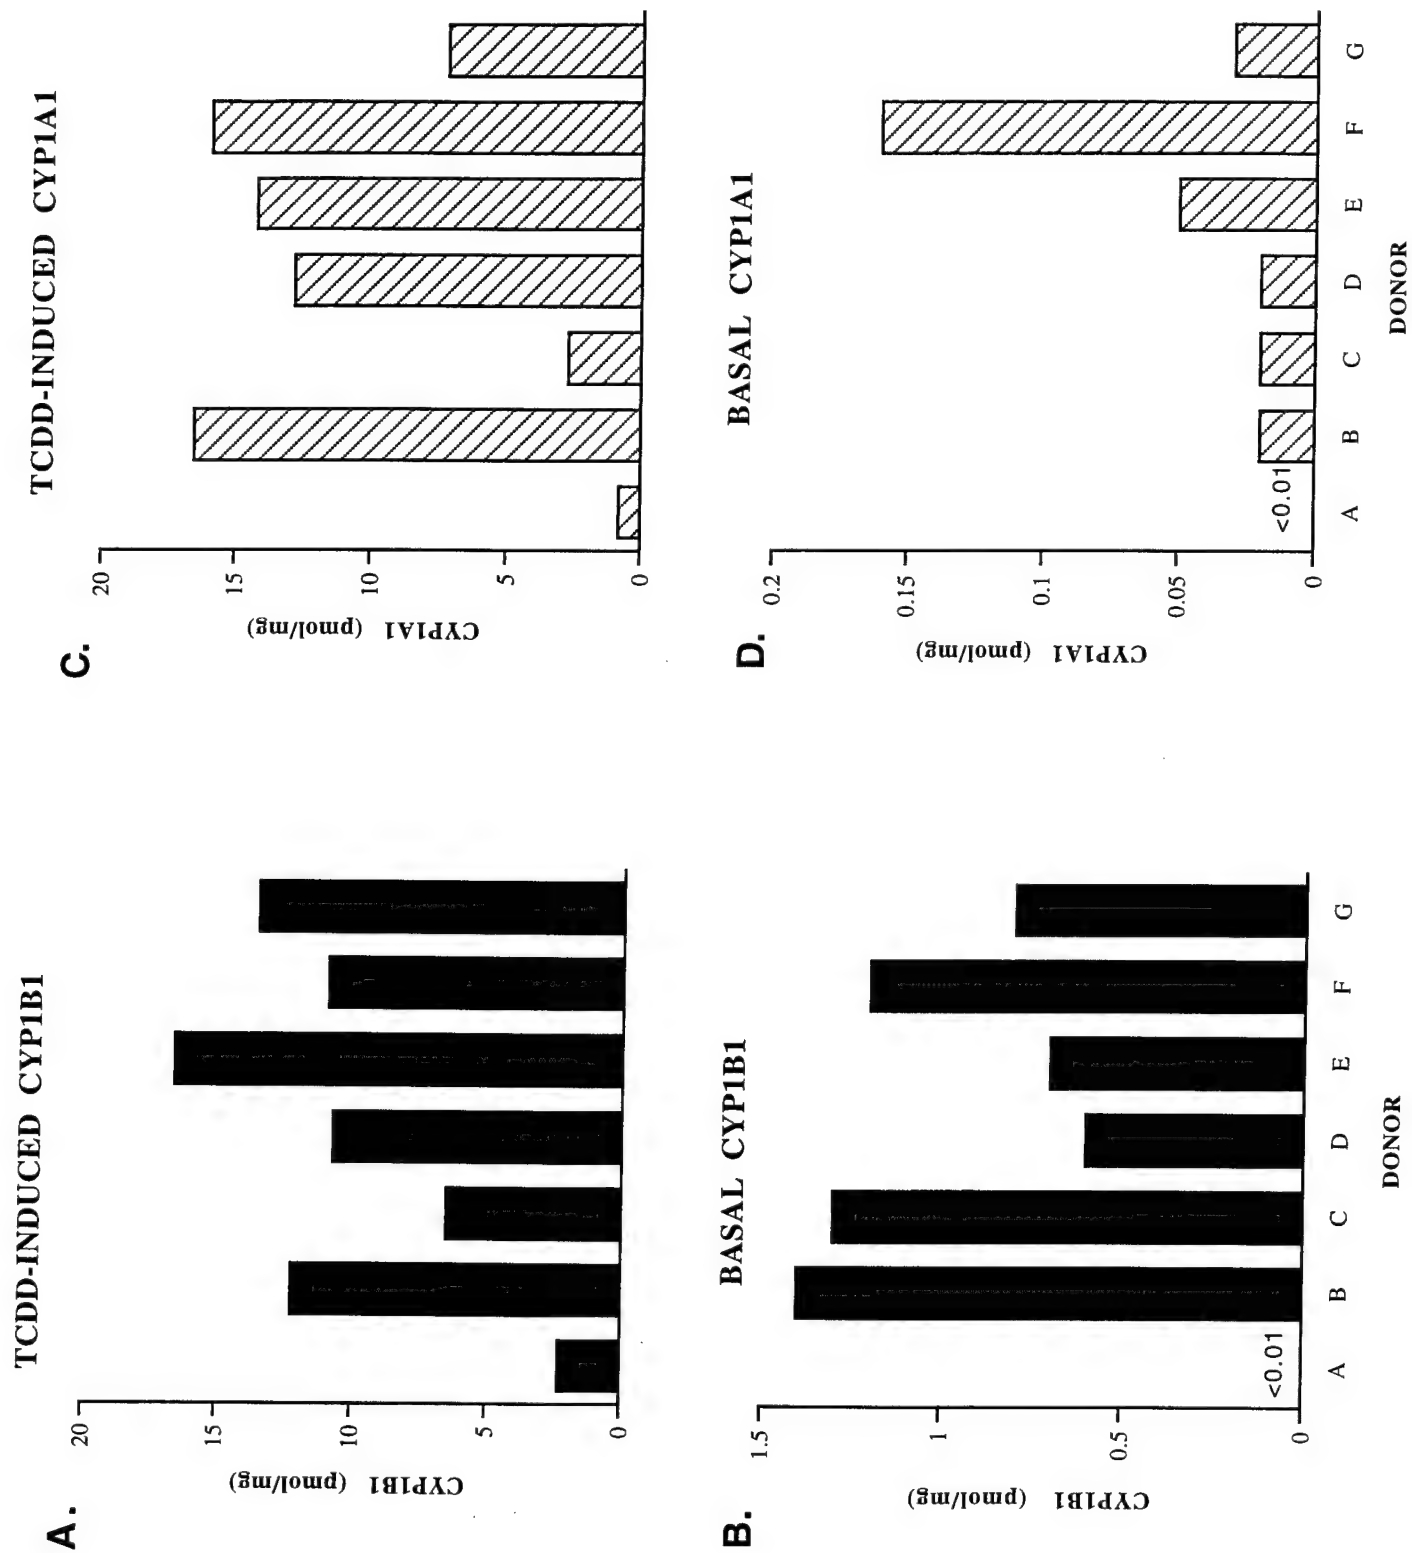 A.
TCDD-INDUCED CYP1B1
CYP1B1 (pmol/mg)
20
15
10
5
0
B.
BASAL CYP1B1
CYP1B1 (pmol/mg)
1.5
1
0.5
0
<0.01
A B C D E F G
DONOR
C.
TCDD-INDUCED CYP1A1
CYP1A1 (pmol/mg)
20
15
10
5
0
D.
BASAL CYP1A1
CYP1A1 (pmol/mg)
0.2
0.15
0.1
0.05
0
<0.01
A B C D E F G
DONOR